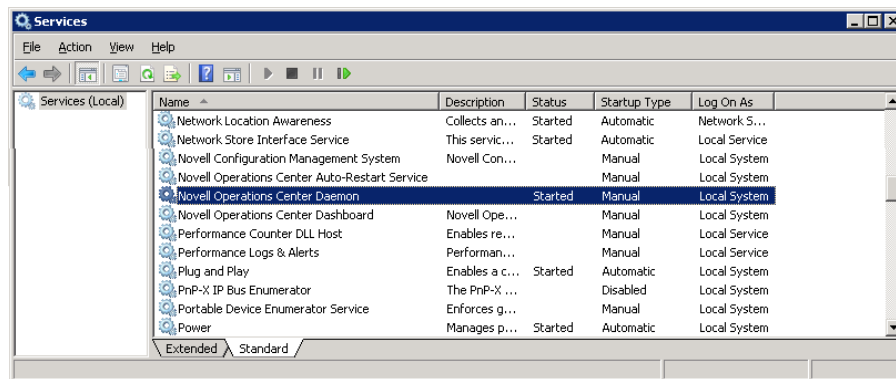 Services
File Action View Help
Services (Local)
Name Description Status Startup Type Log On As
Network Location Awareness Collects an... Started Automatic Network S...
Network Store Interface Service This servic... Started Automatic Local Service
Novell Configuration Management System Novell Con... Manual Local System
Novell Operations Center Auto-Restart Service Manual Local System
Novell Operations Center Daemon Started Manual Local System
Novell Operations Center Dashboard Novell Ope... Manual Local System
Performance Counter DLL Host Enables re... Manual Local Service
Performance Logs & Alerts Performan... Manual Local Service
Plug and Play Enables a c... Started Automatic Local System
PnP-X IP Bus Enumerator The PnP-X ... Disabled Local System
Portable Device Enumerator Service Enforces g... Manual Local System
Power Manages p... Started Automatic Local System
Extended Standard